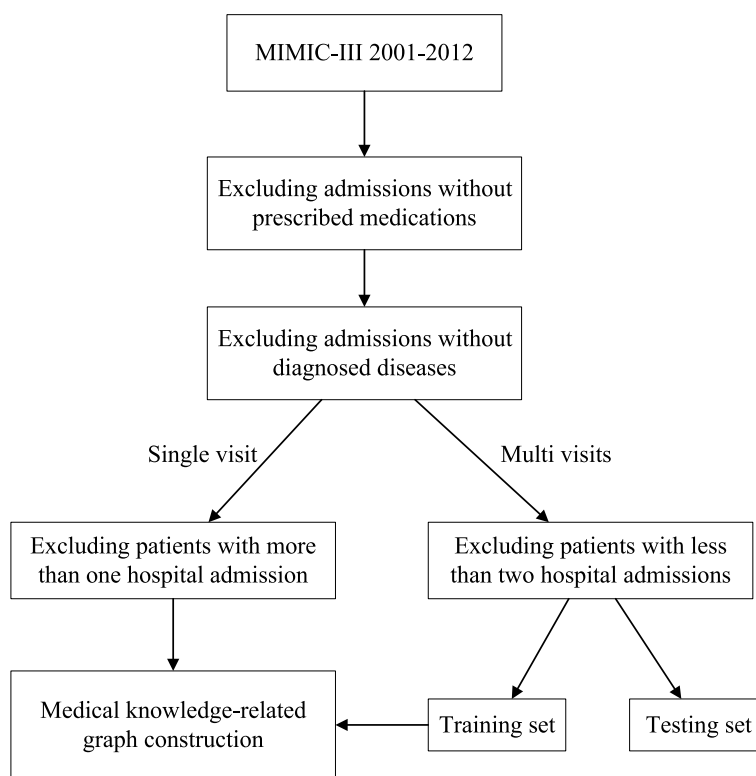 MIMIC-III 2001-2012
Excluding admissions without
prescribed medications
Excluding admissions without
diagnosed diseases
Single visit
Multi visits
Excluding patients with more
than one hospital admission
Excluding patients with less
than two hospital admissions
Medical knowledge-related
graph construction
Training set
Testing set